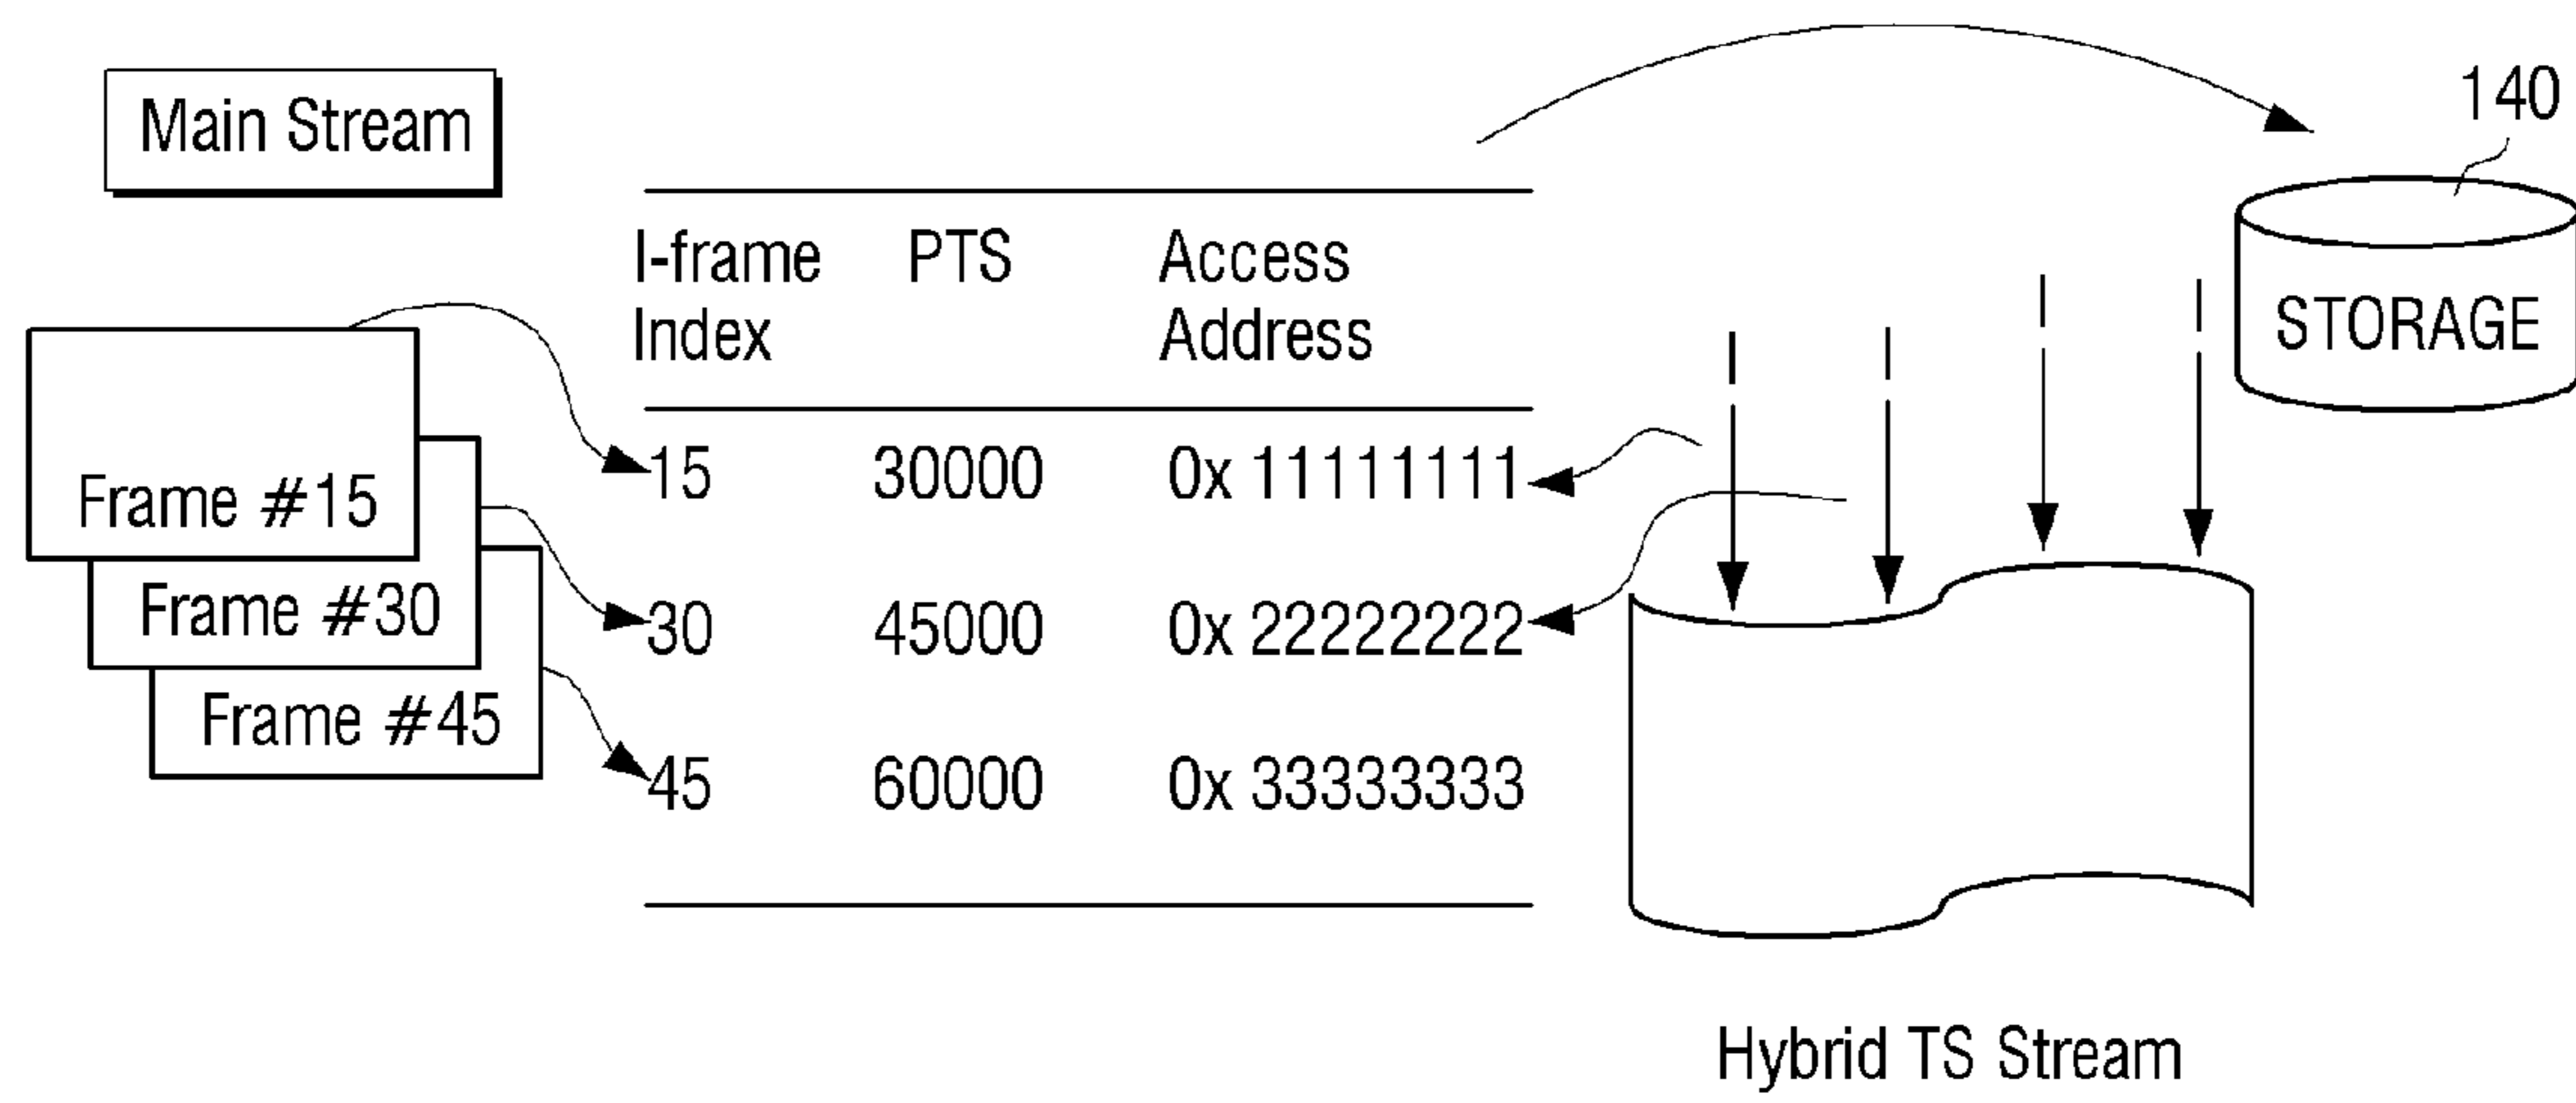 Main Stream
140
STORAGE
I-frame Index
PTS
Access Address
Frame #15
Frame #30
Frame #45
15 30000 0x 11111111
30 45000 0x 22222222
45 60000 0x 33333333
Hybrid TS Stream